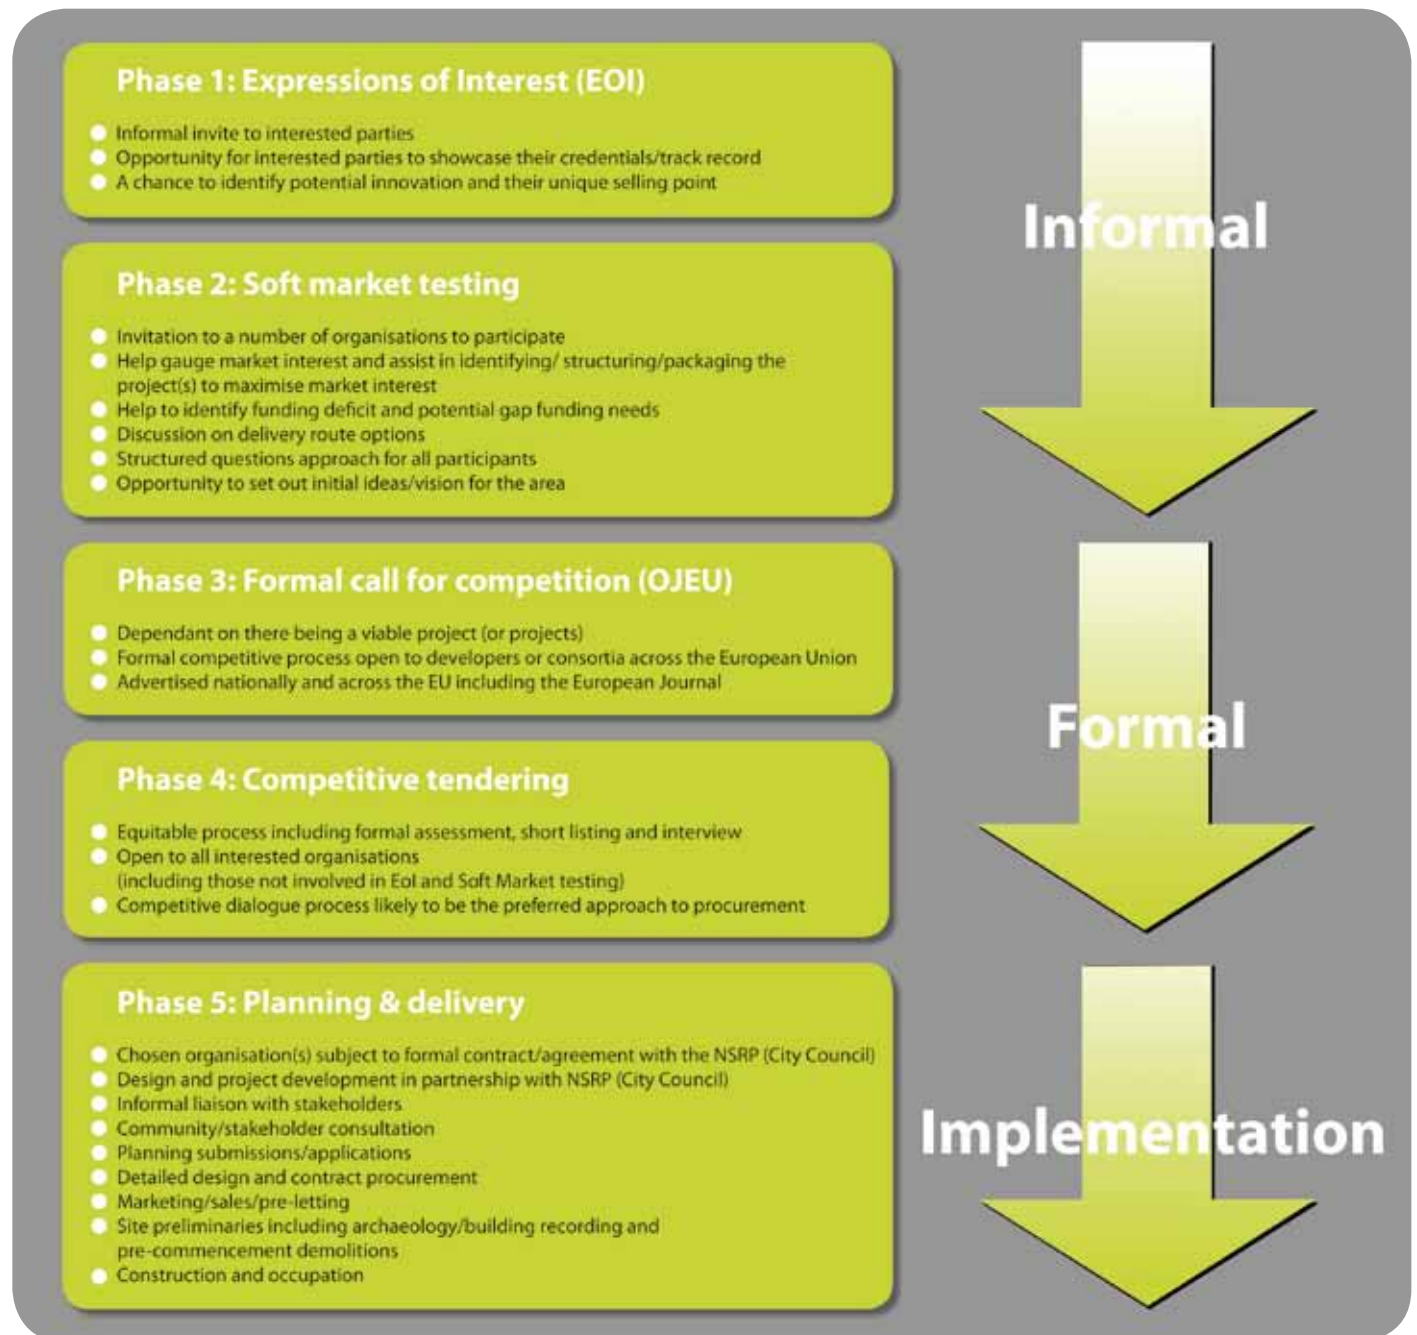 Phase 1: Expressions of Interest (EOI)
Informal invite to interested parties
Opportunity for interested parties to showcase their credentials/track record
A chance to identify potential innovation and their unique selling point
Informal
Phase 2: Soft market testing
Invitation to a number of organisations to participate
Help gauge market interest and assist in identifying/ structuring/packaging the
project(s) to maximise market interest
Help to identify funding deficit and potential gap funding needs
Discussion on delivery route options
Structured questions approach for all participants
Opportunity to set out initial ideas/vision for the area
Phase 3: Formal call for competition (OJEU)
Dependant on there being a viable project (or projects)
Formal competitive process open to developers or consortia across the European Union
Advertised nationally and across the EU including the European Journal
Formal
Phase 4: Competitive tendering
Equitable process including formal assessment, short listing and interview
Open to all interested organisations
(including those not involved in EoI and Soft Market testing)
Competitive dialogue process likely to be the preferred approach to procurement
Phase 5: Planning & delivery
Chosen organisation(s) subject to formal contract/agreement with the NSRP (City Council)
Design and project development in partnership with NSRP (City Council)
Informal liaison with stakeholders
Community/stakeholder consultation
Planning submissions/applications
Detailed design and contract procurement
Marketing/sales/pre-letting
Site preliminaries including archaeology/building recording and
pre-commencement demolitions
Construction and occupation
Implementation